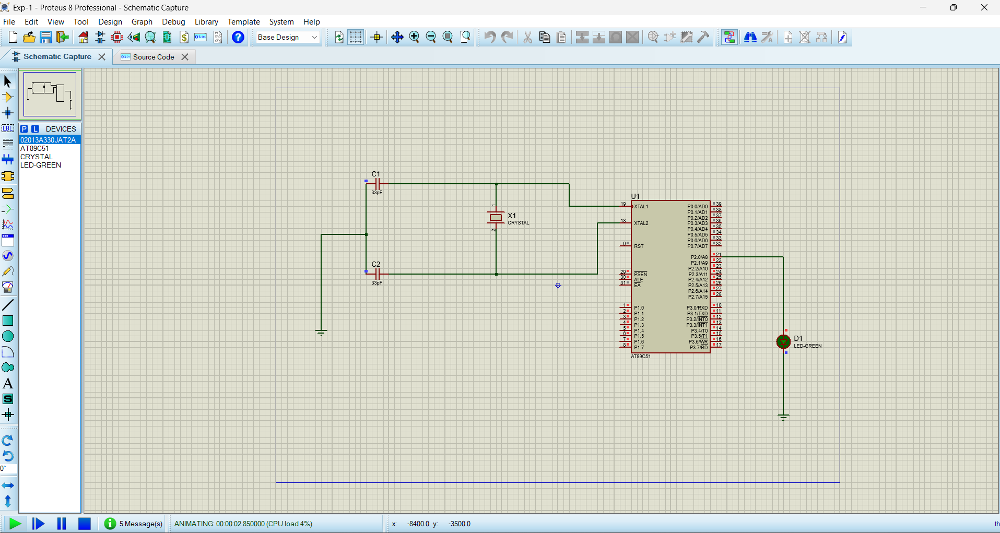 Exp-1 - Proteus 8 Professional - Schematic Capture
File Edit View Tool Design Graph Debug Library Template System Help
Base Design
Schematic Capture
Source Code
P L DEVICES
02013A330JAT2A
AT89C51
CRYSTAL
LED-GREEN
LBL
A
S
0°
C1
33pF
C2
33pF
1
X1
CRYSTAL
2
U1
19 XTAL1
18 XTAL2
9 RST
29 PSEN
30 ALE
31 EA
1 P1.0
2 P1.1
3 P1.2
4 P1.3
5 P1.4
6 P1.5
7 P1.6
8 P1.7
P0.0/AD0 39
P0.1/AD1 38
P0.2/AD2 37
P0.3/AD3 36
P0.4/AD4 35
P0.5/AD5 34
P0.6/AD6 33
P0.7/AD7 32
P2.0/A8 21
P2.1/A9 22
P2.2/A10 23
P2.3/A11 24
P2.4/A12 25
P2.5/A13 26
P2.6/A14 27
P2.7/A15 28
P3.0/RXD 10
P3.1/TXD 11
P3.2/INT0 12
P3.3/INT1 13
P3.4/T0 14
P3.5/T1 15
P3.6/WR 16
P3.7/RD 17
AT89C51
D1
LED-GREEN
5 Message(s)
ANIMATING: 00:00:02.850000 (CPU load 4%)
x: -8400.0 y: -3500.0
th